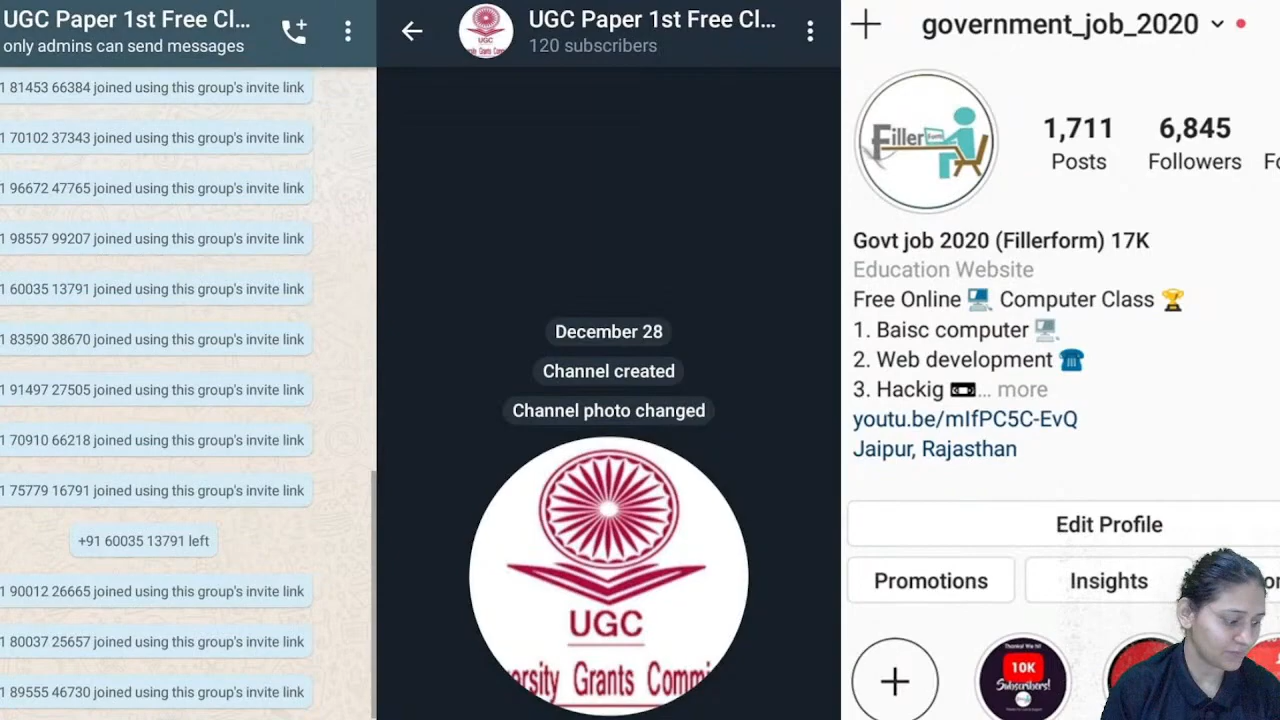 UGC Paper 1st Free Cl...
only admins can send messages
1 81453 66384 joined using this group's invite link
1 70102 37343 joined using this group's invite link
1 96672 47765 joined using this group's invite link
1 98557 99207 joined using this group's invite link
1 60035 13791 joined using this group's invite link
1 83590 38670 joined using this group's invite link
1 91497 27505 joined using this group's invite link
1 70910 66218 joined using this group's invite link
1 75779 16791 joined using this group's invite link
+91 60035 13791 left
1 90012 26665 joined using this group's invite link
1 80037 25657 joined using this group's invite link
1 89555 46730 joined using this group's invite link
UGC
UGC Paper 1st Free Cl...
120 subscribers
December 28
Channel created
Channel photo changed
UGC
ersity Grants Commi
government_job_2020
Fillerform
1,711
Posts
6,845
Followers
Fo
Govt job 2020 (Fillerform) 17K
Education Website
Free Online 💻 Computer Class 🏆
1. Baisc computer 💻
2. Web development ☎
3. Hackig 📼... more
youtu.be/mIfPC5C-EvQ
Jaipur, Rajasthan
Edit Profile
Promotions
Insights
Thanks! We hit
10K
Subscribers!